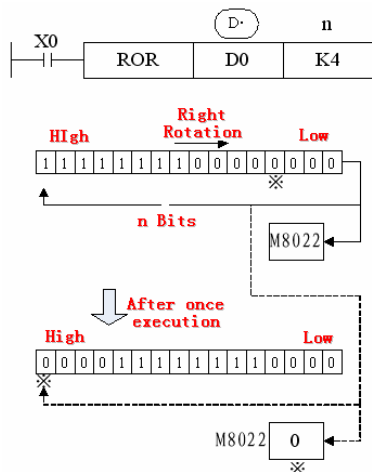 D·
n
X0
ROR
D0
K4
Right
Rotation
HIgh
Low
1 1 1 1 1 1 1 1 0 0 0 0 0 0 0 0
※
n Bits
M8022
After once
execution
High
Low
0 0 0 0 1 1 1 1 1 1 1 1 0 0 0 0
※
M8022 0
※